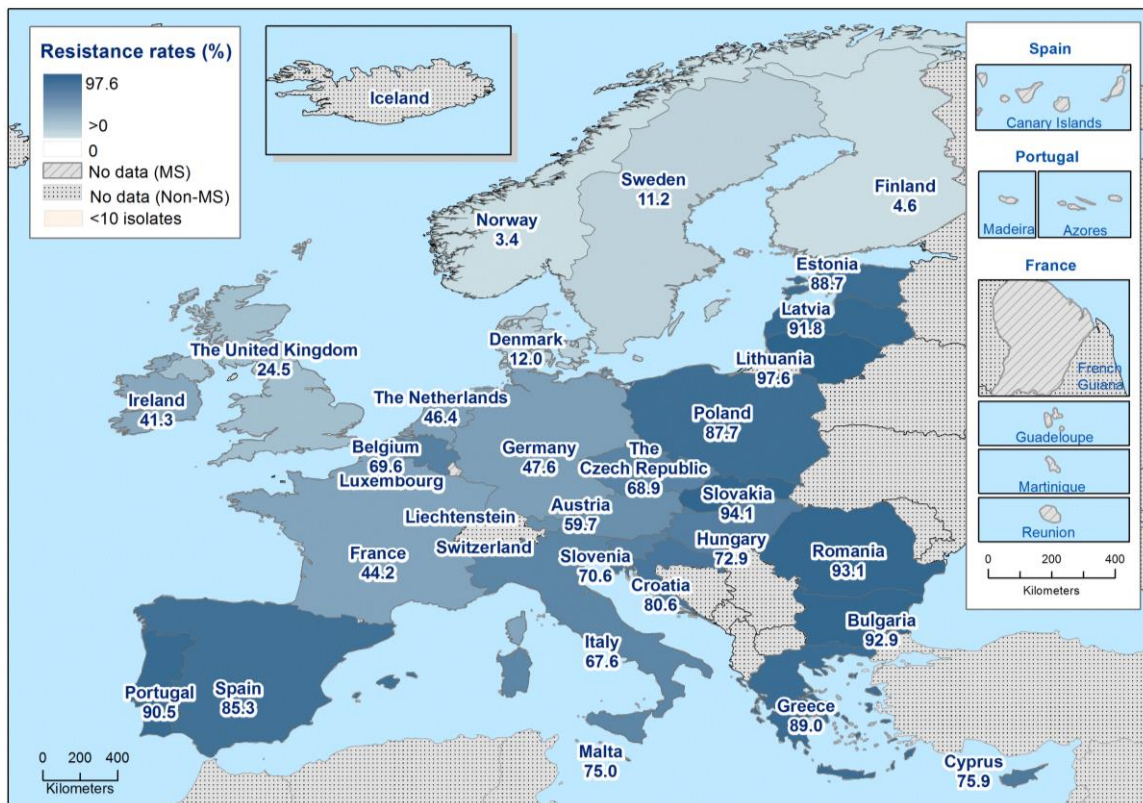 Resistance rates (%)
97.6
>0
0
No data (MS)
No data (Non-MS)
<10 isolates
Iceland
Norway
3.4
Sweden
11.2
Finland
4.6
Estonia
88.7
Latvia
91.8
Lithuania
97.6
Denmark
12.0
The United Kingdom
24.5
Ireland
41.3
The Netherlands
46.4
Belgium
69.6
Luxembourg
Germany
47.6
Poland
87.7
The
Czech Republic
68.9
Slovakia
94.1
Austria
59.7
Liechtenstein
Switzerland
France
44.2
Slovenia
70.6
Hungary
72.9
Croatia
80.6
Romania
93.1
Bulgaria
92.9
Italy
67.6
Portugal
90.5
Spain
85.3
Greece
89.0
Malta
75.0
Cyprus
75.9
0 200 400
Kilometers
Spain
Canary Islands
Portugal
Madeira
Azores
France
French
Guiana
Guadeloupe
Martinique
Reunion
0 200 400
Kilometers